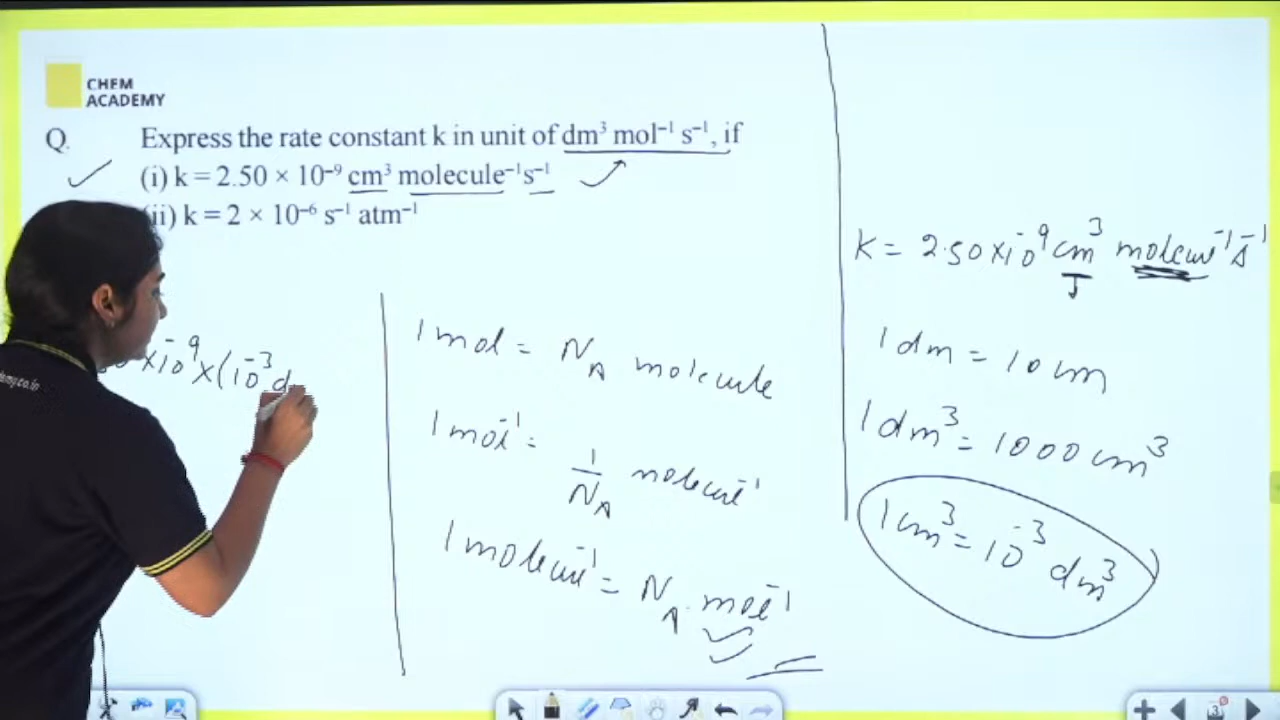 CHEM
ACADEMY
Q. Express the rate constant k in unit of dm³ mol⁻¹ s⁻¹, if
(i) k = 2.50 × 10⁻⁹ cm³ molecule⁻¹s⁻¹
(ii) k = 2 × 10⁻⁶ s⁻¹ atm⁻¹
× 10⁻⁹ × (10⁻³ d
1 mol = N_A molecule
1 mol⁻¹ = 1/N_A molecule⁻¹
1 molecule⁻¹ = N_A mol⁻¹
k = 2.50 × 10⁻⁹ cm³ molecule⁻¹ s⁻¹
1 dm = 10 cm
1 dm³ = 1000 cm³
1 cm³ = 10⁻³ dm³
3